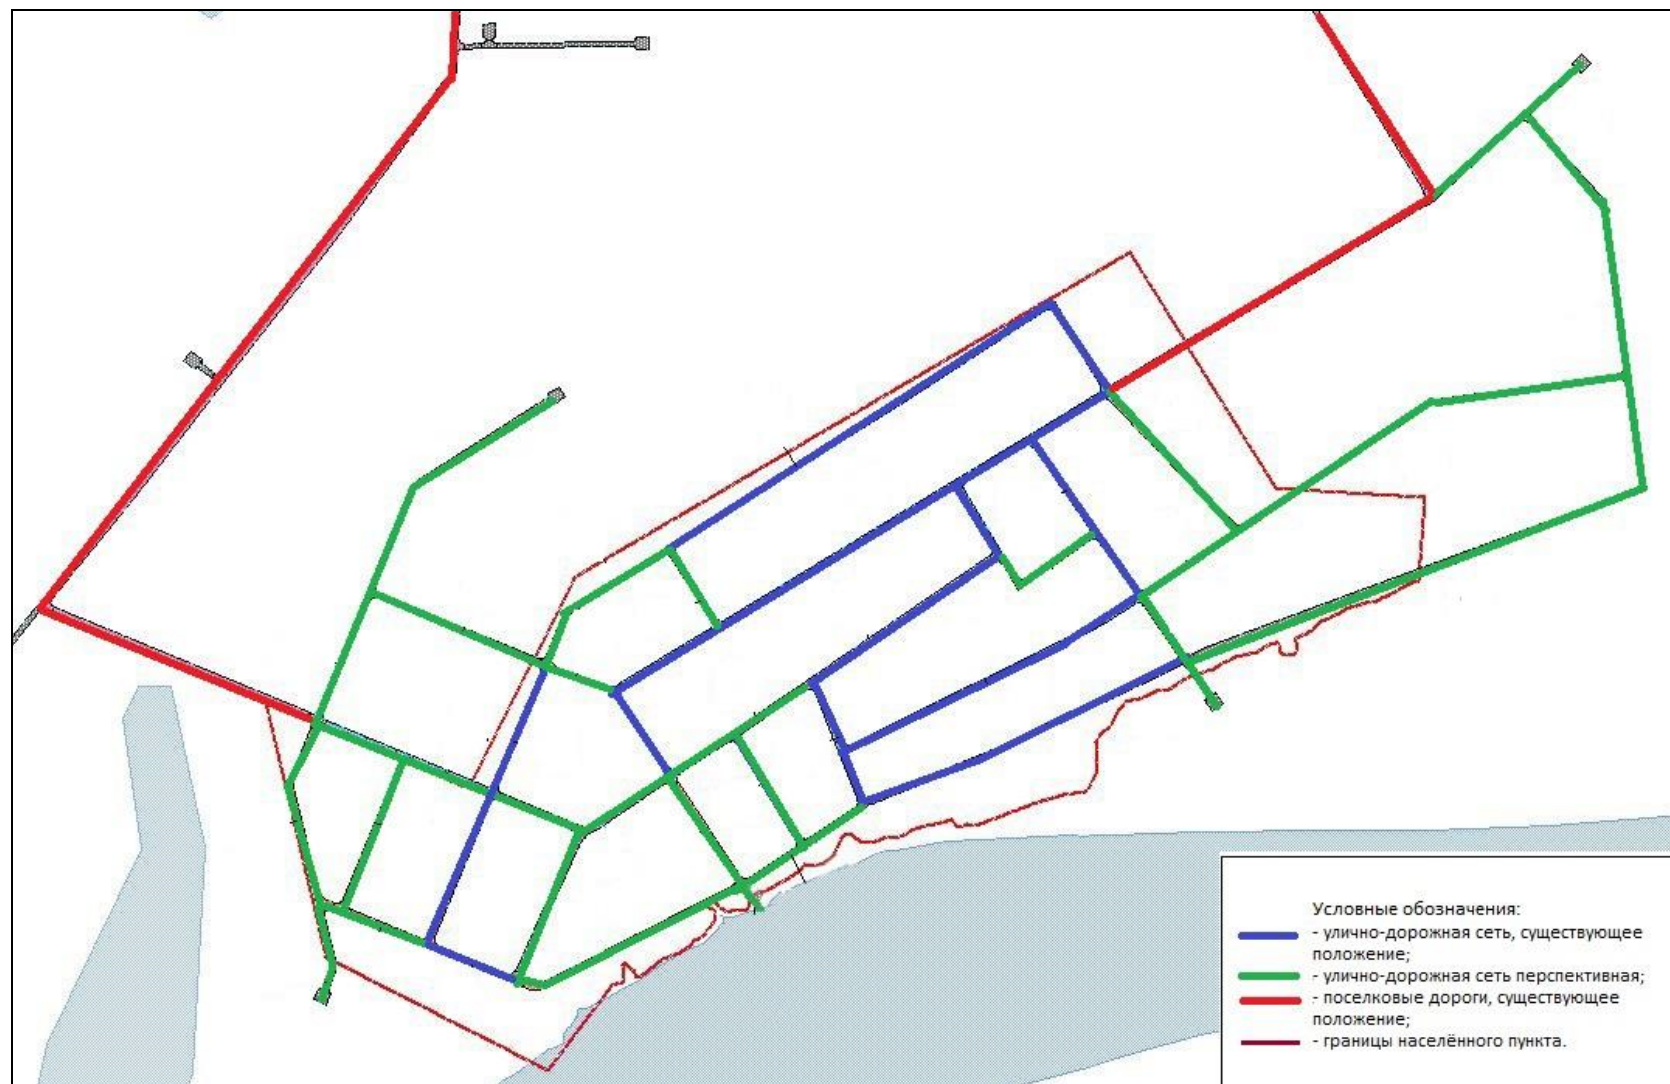 Условные обозначения:
- улично-дорожная сеть, существующее
положение;
- улично-дорожная сеть перспективная;
- поселковые дороги, существующее
положение;
- границы населённого пункта.